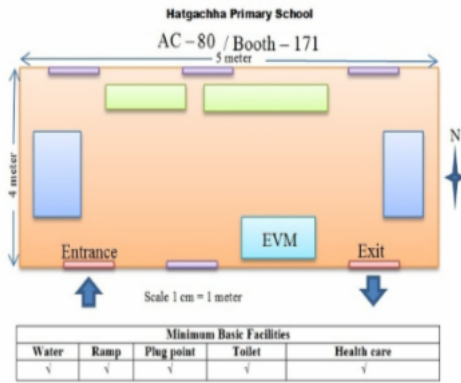 Hatgachha Primary School
AC – 80 / Booth – 171
5 meter
4 meter
N
EVM
Entrance
Exit
Scale 1 cm = 1 meter
Minimum Basic Facilities
Water Ramp Plug point Toilet Health care
√ √ √ √ √